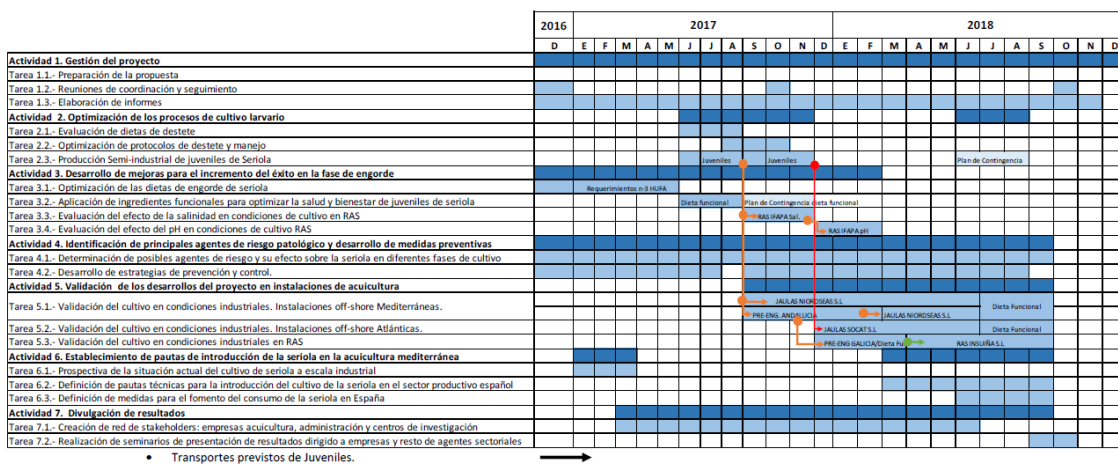 2016 2017 2018
D E F M A M J J A S O N D E F M A M J J A S O N D
Actividad 1. Gestión del proyecto
Tarea 1.1.- Preparación de la propuesta
Tarea 1.2.- Reuniones de coordinación y seguimiento
Tarea 1.3.- Elaboración de informes
Actividad 2. Optimización de los procesos de cultivo larvario
Tarea 2.1.- Evaluación de dietas de destete
Tarea 2.2.- Optimización de protocolos de destete y manejo
Tarea 2.3.- Producción Semi-industrial de juveniles de Seriola Juveniles Juveniles Plan de Contingencia
Actividad 3. Desarrollo de mejoras para el incremento del éxito en la fase de engorde
Tarea 3.1.- Optimización de las dietas de engorde de seriola Requerimientos n-3 HUFA
Tarea 3.2.- Aplicación de ingredientes funcionales para optimizar la salud y bienestar de juveniles de seriola Dieta funcional Plan de Contingencia dieta funcional
Tarea 3.3.- Evaluación del efecto de la salinidad en condiciones de cultivo en RAS RAS IFAPA Sal.
Tarea 3.4.- Evaluación del efecto del pH en condiciones de cultivo RAS RAS IFAPA pH
Actividad 4. Identificación de principales agentes de riesgo patológico y desarrollo de medidas preventivas
Tarea 4.1.- Determinación de posibles agentes de riesgo y su efecto sobre la seriola en diferentes fases de cultivo
Tarea 4.2.- Desarrollo de estrategias de prevención y control.
Actividad 5. Validación de los desarrollos del proyecto en instalaciones de acuicultura
JAULAS NIORDSEAS S.L
Tarea 5.1.- Validación del cultivo en condiciones industriales. Instalaciones off-shore Mediterráneas. Dieta Funcional
PRE-ENG. ANDALUCIA JAULAS NIORDSEAS S.L
Tarea 5.2.- Validación del cultivo en condiciones industriales. Instalaciones off-shore Atlánticas. JAULAS SOCAT S.L Dieta Funcional
Tarea 5.3.- Validación del cultivo en condiciones industriales en RAS PRE-ENG GALICIA/Dieta Fu RAS INSUIÑA S.L
Actividad 6. Establecimiento de pautas de introducción de la seriola en la acuicultura mediterránea
Tarea 6.1.- Prospectiva de la situación actual del cultivo de seriola a escala industrial
Tarea 6.2.- Definición de pautas técnicas para la introducción del cultivo de la seriola en el sector productivo español
Tarea 6.3.- Definición de medidas para el fomento del consumo de la seriola en España
Actividad 7. Divulgación de resultados
Tarea 7.1.- Creación de red de stakeholders: empresas acuicultura, administración y centros de investigación
Tarea 7.2.- Realización de seminarios de presentación de resultados dirigido a empresas y resto de agentes sectoriales
• Transportes previstos de Juveniles.